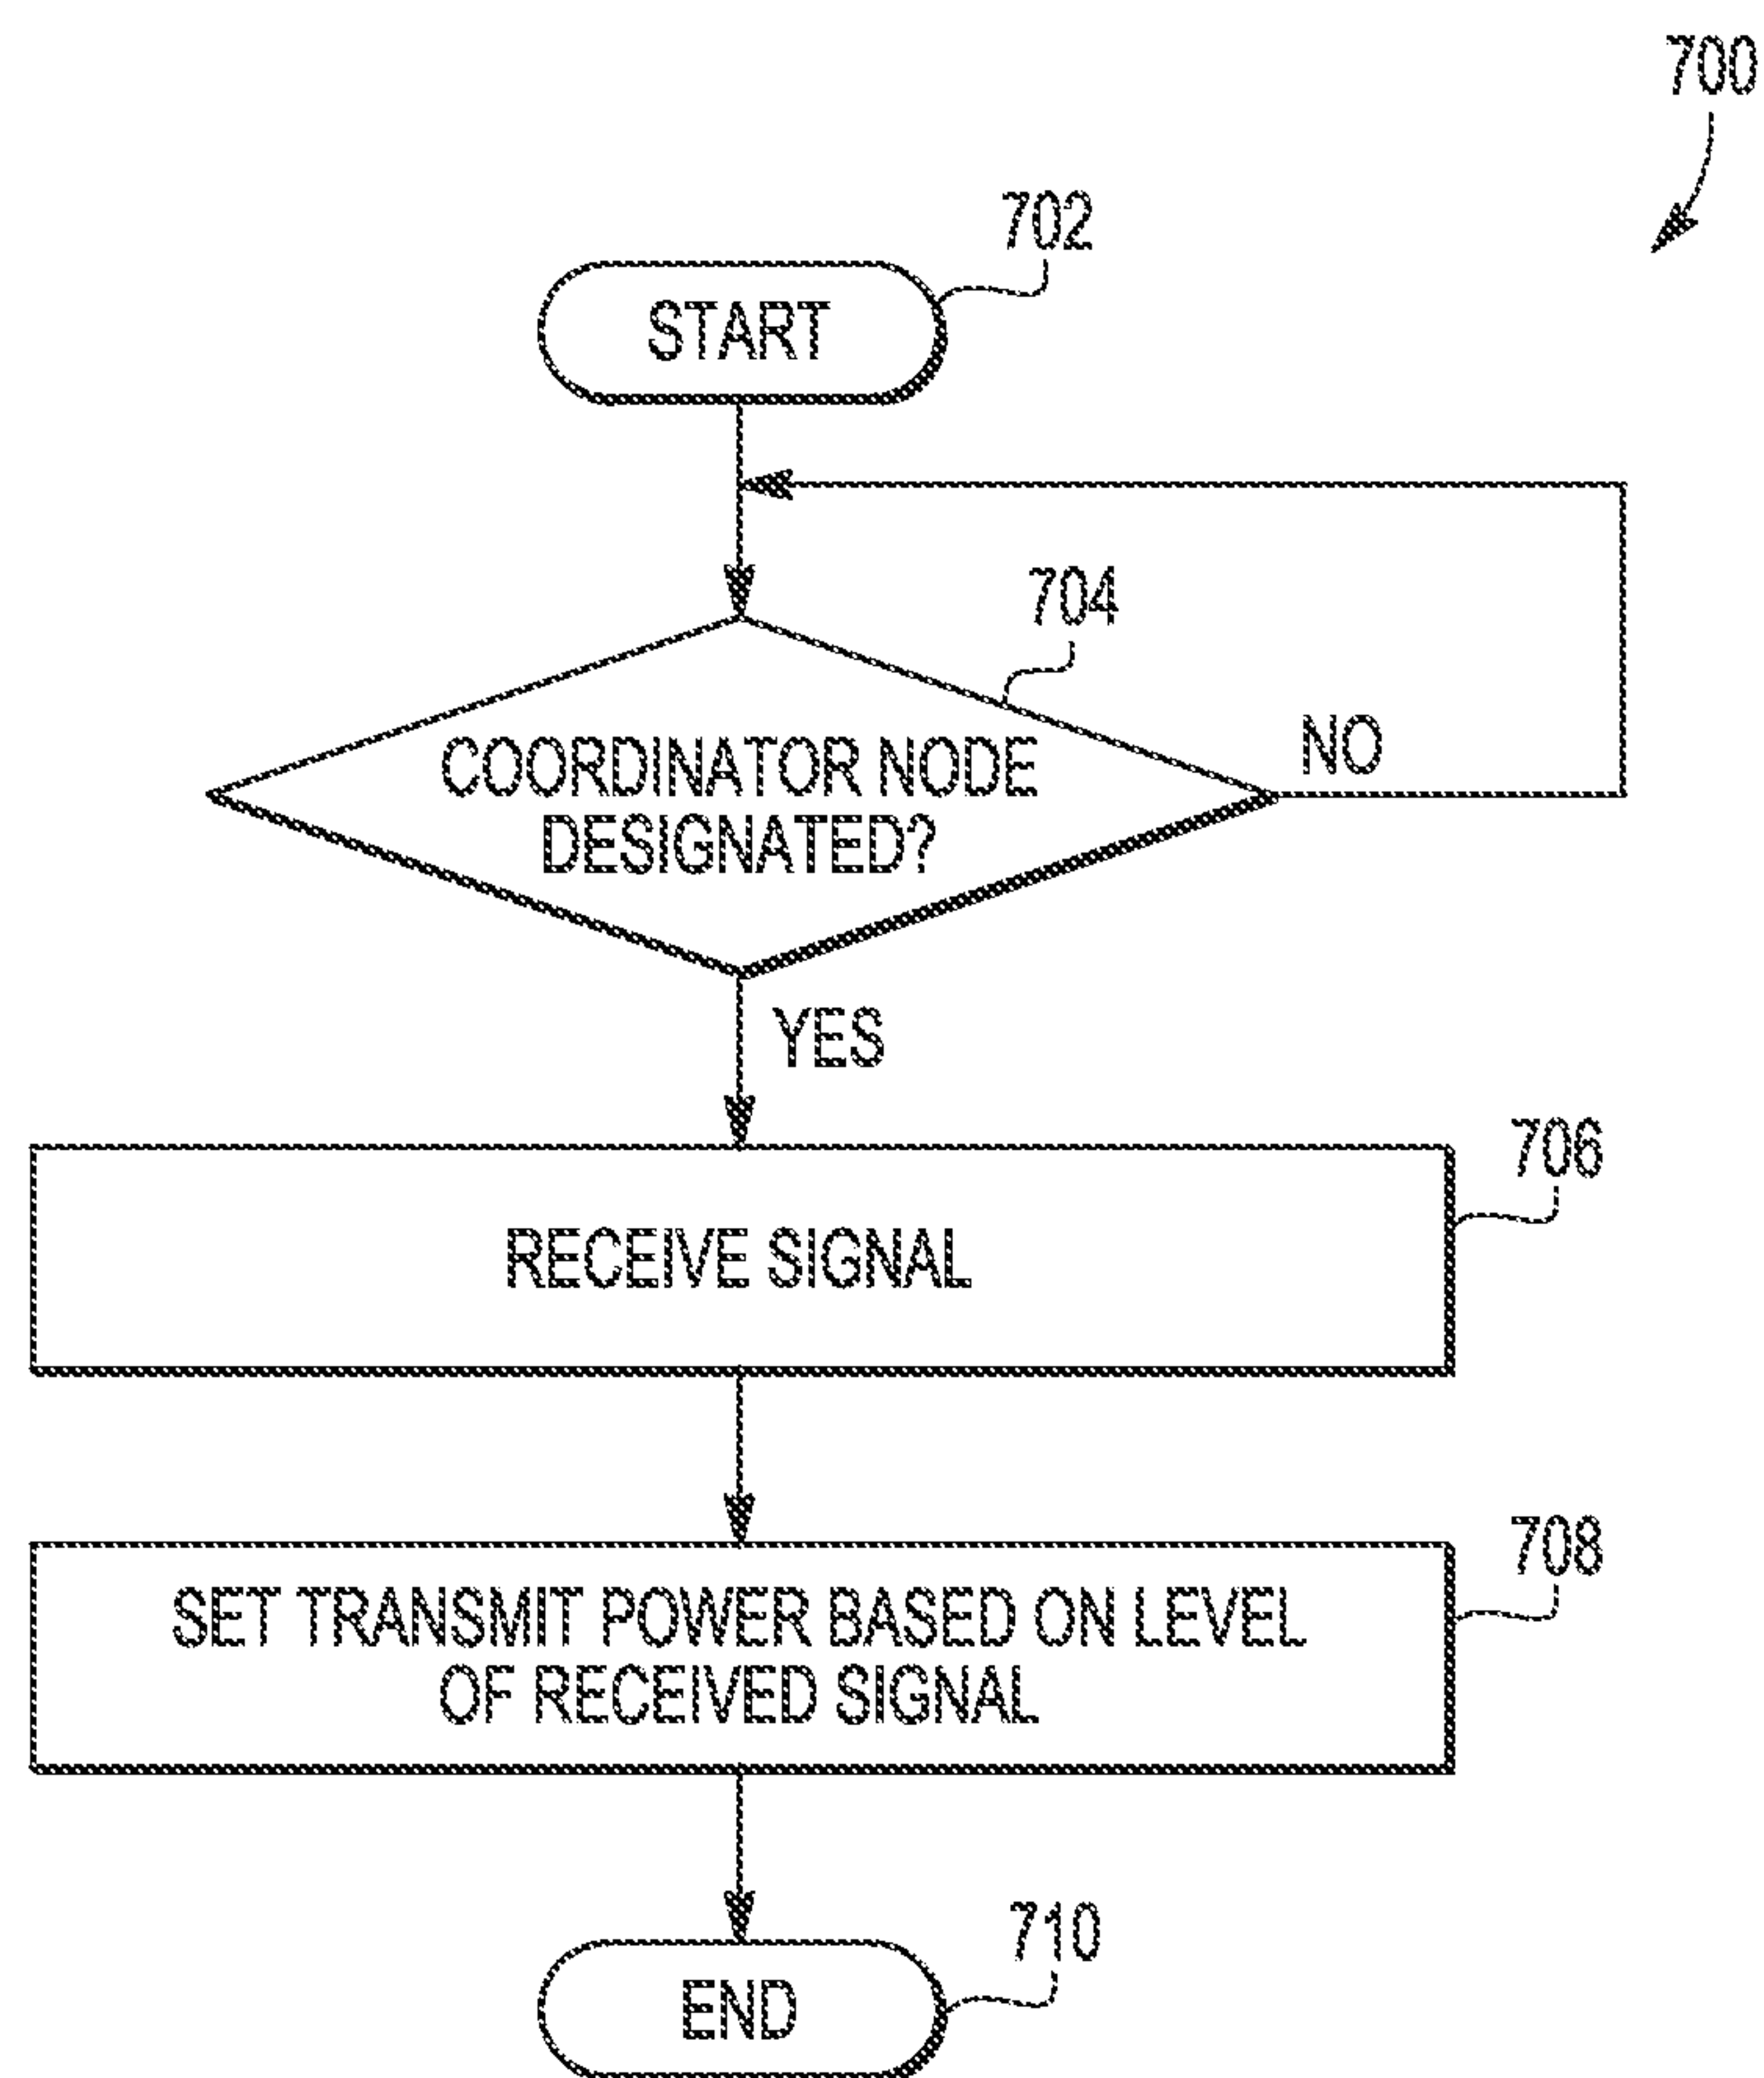 700
702
START
704
COORDINATOR NODE
DESIGNATED?
NO
YES
706
RECEIVE SIGNAL
708
SET TRANSMIT POWER BASED ON LEVEL
OF RECEIVED SIGNAL
710
END